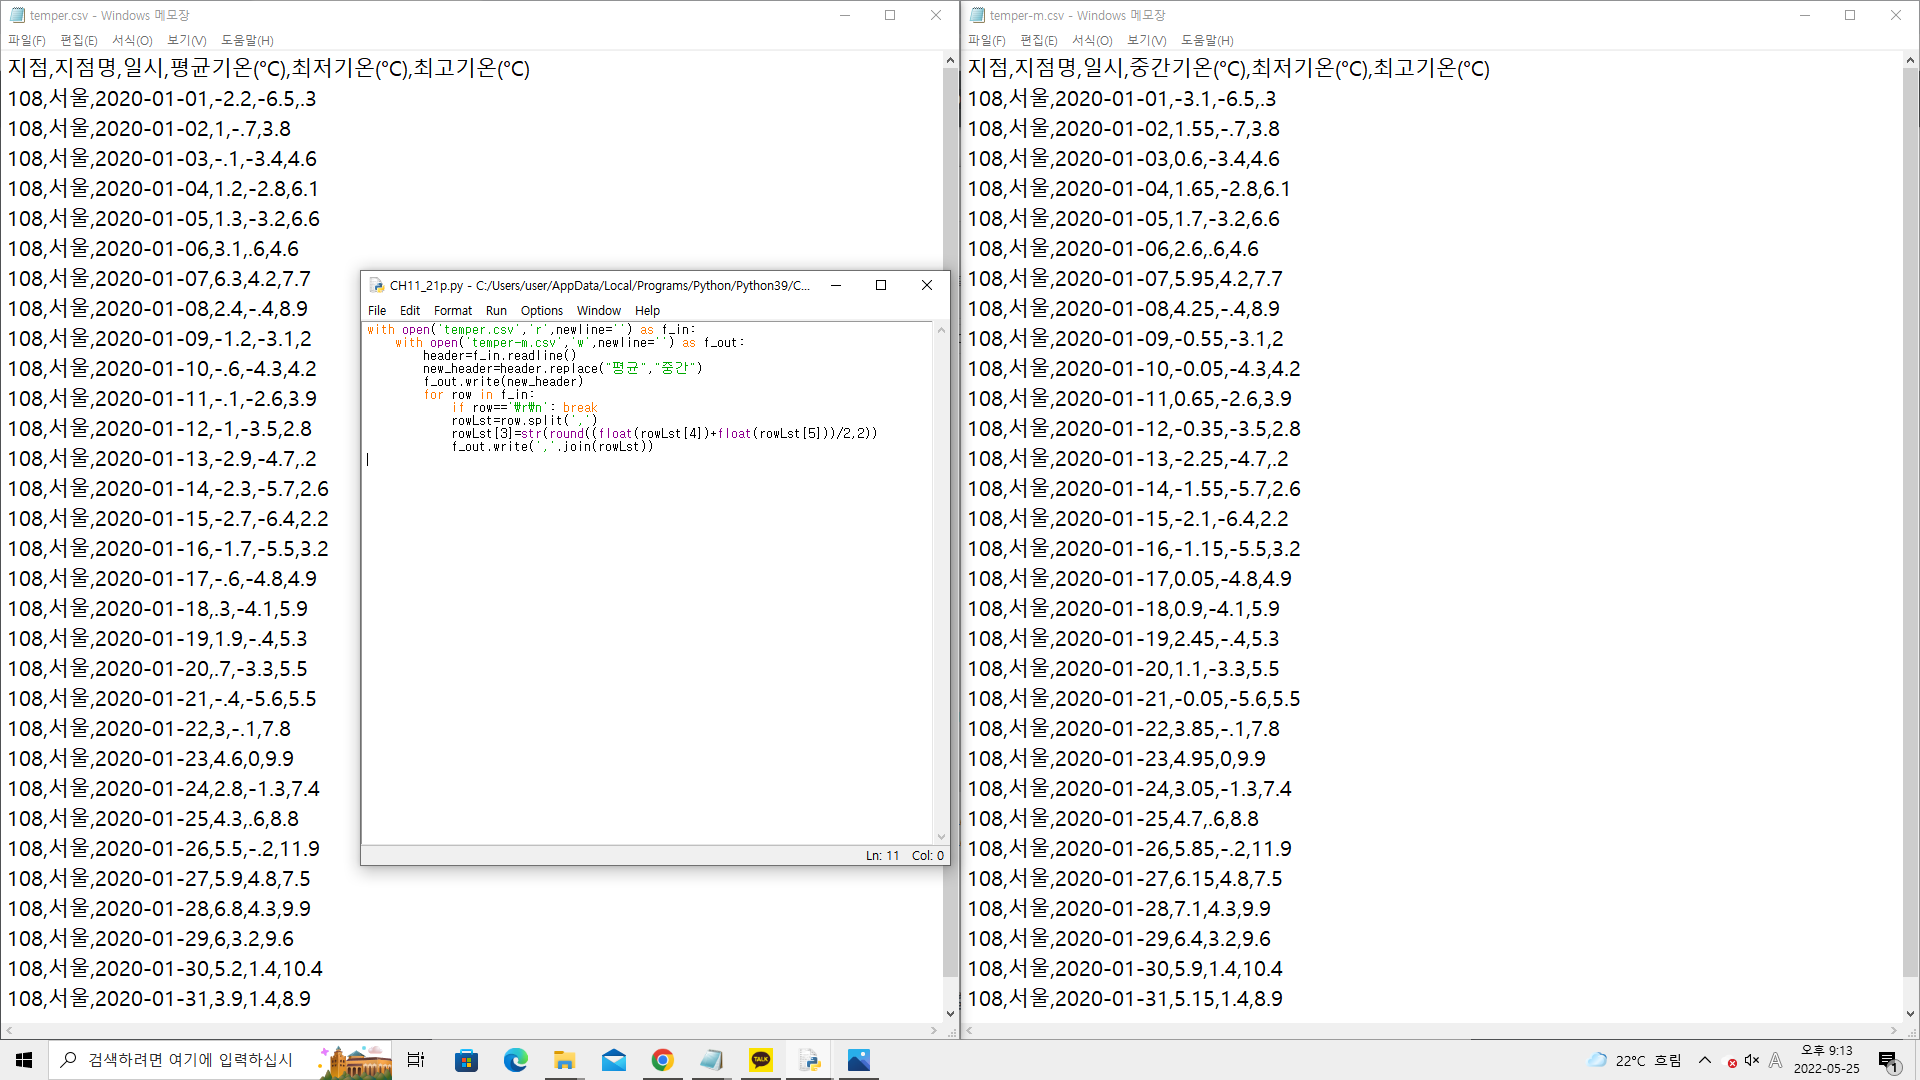 temper.csv - Windows 메모장
파일(F) 편집(E) 서식(O) 보기(V) 도움말(H)
지점,지점명,일시,평균기온(℃),최저기온(℃),최고기온(℃)
108,서울,2020-01-01,-2.2,-6.5,.3
108,서울,2020-01-02,1,-.7,3.8
108,서울,2020-01-03,-.1,-3.4,4.6
108,서울,2020-01-04,1.2,-2.8,6.1
108,서울,2020-01-05,1.3,-3.2,6.6
108,서울,2020-01-06,3.1,.6,4.6
108,서울,2020-01-07,6.3,4.2,7.7
108,서울,2020-01-08,2.4,-.4,8.9
108,서울,2020-01-09,-1.2,-3.1,2
108,서울,2020-01-10,-.6,-4.3,4.2
108,서울,2020-01-11,-.1,-2.6,3.9
108,서울,2020-01-12,-1,-3.5,2.8
108,서울,2020-01-13,-2.9,-4.7,.2
108,서울,2020-01-14,-2.3,-5.7,2.6
108,서울,2020-01-15,-2.7,-6.4,2.2
108,서울,2020-01-16,-1.7,-5.5,3.2
108,서울,2020-01-17,-.6,-4.8,4.9
108,서울,2020-01-18,.3,-4.1,5.9
108,서울,2020-01-19,1.9,-.4,5.3
108,서울,2020-01-20,.7,-3.3,5.5
108,서울,2020-01-21,-.4,-5.6,5.5
108,서울,2020-01-22,3,-.1,7.8
108,서울,2020-01-23,4.6,0,9.9
108,서울,2020-01-24,2.8,-1.3,7.4
108,서울,2020-01-25,4.3,.6,8.8
108,서울,2020-01-26,5.5,-.2,11.9
108,서울,2020-01-27,5.9,4.8,7.5
108,서울,2020-01-28,6.8,4.3,9.9
108,서울,2020-01-29,6,3.2,9.6
108,서울,2020-01-30,5.2,1.4,10.4
108,서울,2020-01-31,3.9,1.4,8.9
CH11_21p.py - C:/Users/user/AppData/Local/Programs/Python/Python39/C...
File Edit Format Run Options Window Help
with open('temper.csv','r',newline='') as f_in:
    with open('temper-m.csv','w',newline='') as f_out:
        header=f_in.readline()
        new_header=header.replace("평균","중간")
        f_out.write(new_header)
        for row in f_in:
            if row=='₩r₩n': break
            rowLst=row.split(',')
            rowLst[3]=str(round((float(rowLst[4])+float(rowLst[5]))/2,2))
            f_out.write(','.join(rowLst))
Ln: 11 Col: 0
temper-m.csv - Windows 메모장
파일(F) 편집(E) 서식(O) 보기(V) 도움말(H)
지점,지점명,일시,중간기온(℃),최저기온(℃),최고기온(℃)
108,서울,2020-01-01,-3.1,-6.5,.3
108,서울,2020-01-02,1.55,-.7,3.8
108,서울,2020-01-03,0.6,-3.4,4.6
108,서울,2020-01-04,1.65,-2.8,6.1
108,서울,2020-01-05,1.7,-3.2,6.6
108,서울,2020-01-06,2.6,.6,4.6
108,서울,2020-01-07,5.95,4.2,7.7
108,서울,2020-01-08,4.25,-.4,8.9
108,서울,2020-01-09,-0.55,-3.1,2
108,서울,2020-01-10,-0.05,-4.3,4.2
108,서울,2020-01-11,0.65,-2.6,3.9
108,서울,2020-01-12,-0.35,-3.5,2.8
108,서울,2020-01-13,-2.25,-4.7,.2
108,서울,2020-01-14,-1.55,-5.7,2.6
108,서울,2020-01-15,-2.1,-6.4,2.2
108,서울,2020-01-16,-1.15,-5.5,3.2
108,서울,2020-01-17,0.05,-4.8,4.9
108,서울,2020-01-18,0.9,-4.1,5.9
108,서울,2020-01-19,2.45,-.4,5.3
108,서울,2020-01-20,1.1,-3.3,5.5
108,서울,2020-01-21,-0.05,-5.6,5.5
108,서울,2020-01-22,3.85,-.1,7.8
108,서울,2020-01-23,4.95,0,9.9
108,서울,2020-01-24,3.05,-1.3,7.4
108,서울,2020-01-25,4.7,.6,8.8
108,서울,2020-01-26,5.85,-.2,11.9
108,서울,2020-01-27,6.15,4.8,7.5
108,서울,2020-01-28,7.1,4.3,9.9
108,서울,2020-01-29,6.4,3.2,9.6
108,서울,2020-01-30,5.9,1.4,10.4
108,서울,2020-01-31,5.15,1.4,8.9
검색하려면 여기에 입력하십시
TALK
22℃ 흐림
A
오후 9:13
2022-05-25
1